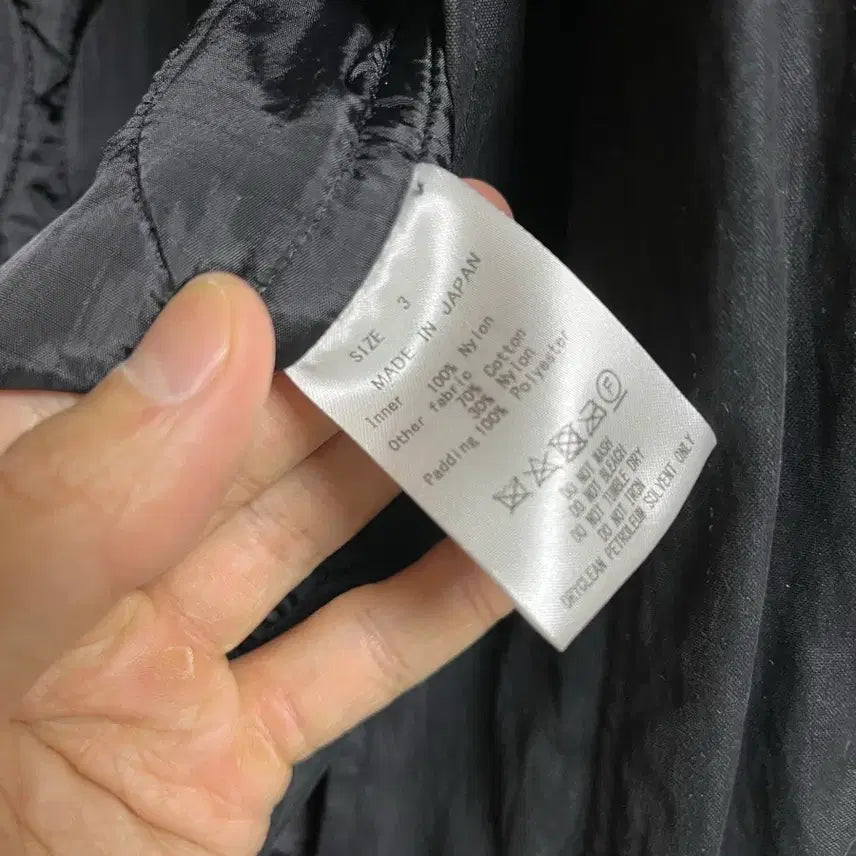 SIZE 3
MADE IN JAPAN
Inner 100% Nylon
Other fabric
70% Cotton
30% Nylon
Padding 100% Polyester
F
DO NOT WASH
DO NOT BLEACH
DO NOT TUMBLE DRY
DO NOT IRON
DRYCLEAN PETROLEUM SOLVENT ONLY